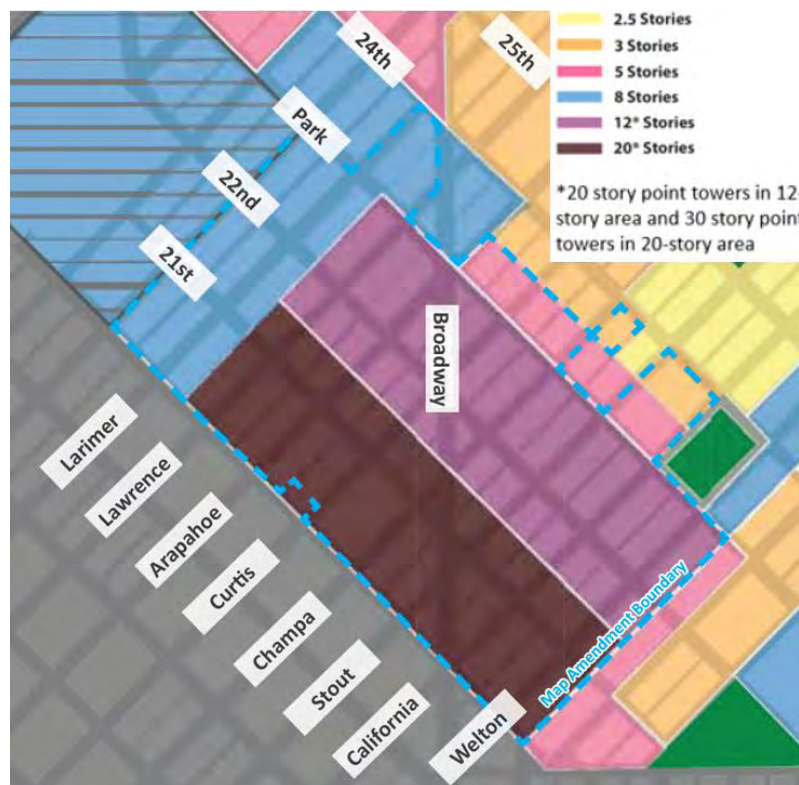 2.5 Stories
3 Stories
5 Stories
8 Stories
12* Stories
20* Stories
*20 story point towers in 12-
story area and 30 story point
towers in 20-story area
24th
25th
Park
22nd
21st
Broadway
Larimer
Lawrence
Arapahoe
Curtis
Champa
Stout
California
Welton
Map Amendment Boundary